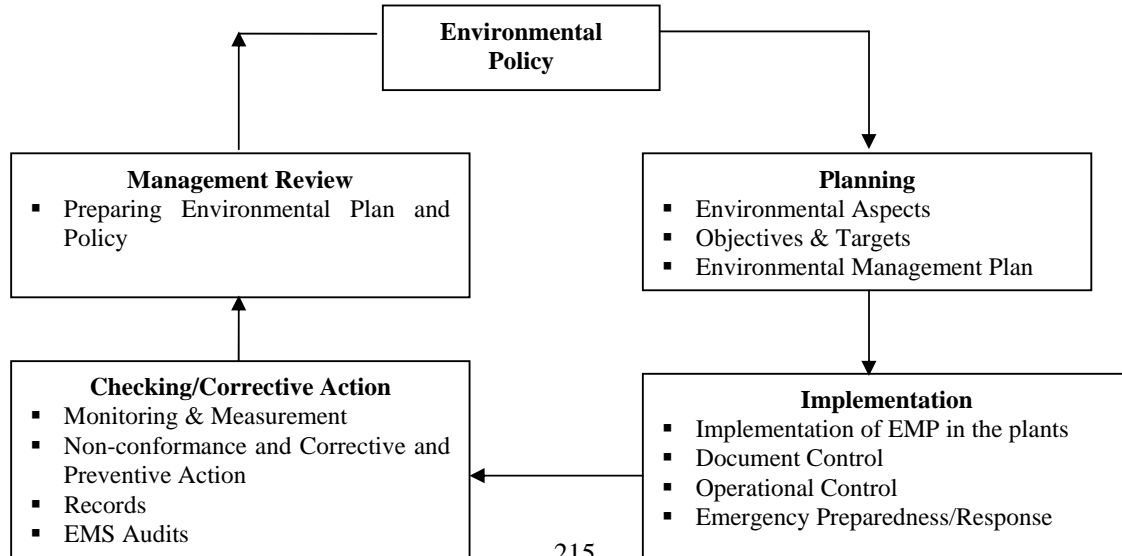 Environmental
Policy
Management Review
▪ Preparing Environmental Plan and
Policy
Planning
▪ Environmental Aspects
▪ Objectives & Targets
▪ Environmental Management Plan
Checking/Corrective Action
▪ Monitoring & Measurement
▪ Non-conformance and Corrective and
Preventive Action
▪ Records
▪ EMS Audits
Implementation
▪ Implementation of EMP in the plants
▪ Document Control
▪ Operational Control
▪ Emergency Preparedness/Response
215